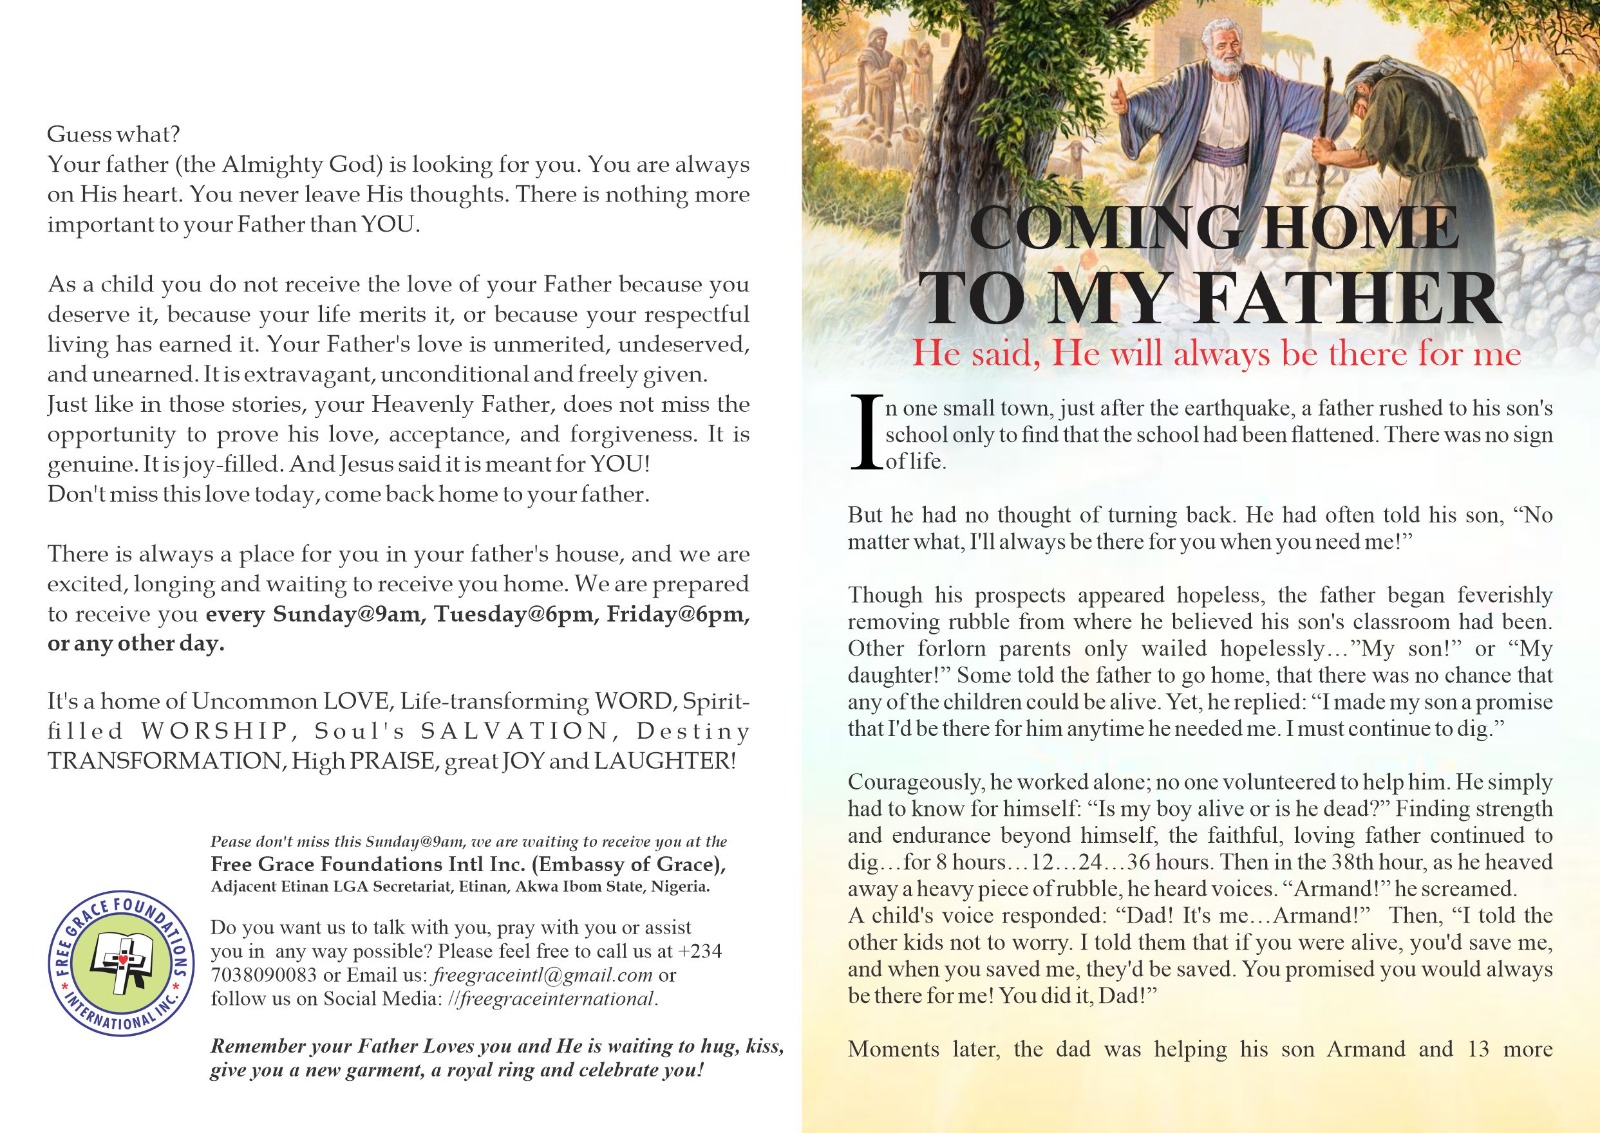 Guess what?
Your father (the Almighty God) is looking for you. You are always
on His heart. You never leave His thoughts. There is nothing more
important to your Father than YOU.
As a child you do not receive the love of your Father because you
deserve it, because your life merits it, or because your respectful
living has earned it. Your Father's love is unmerited, undeserved,
and unearned. It is extravagant, unconditional and freely given.
Just like in those stories, your Heavenly Father, does not miss the
opportunity to prove his love, acceptance, and forgiveness. It is
genuine. It is joy-filled. And Jesus said it is meant for YOU!
Don't miss this love today, come back home to your father.
There is always a place for you in your father's house, and we are
excited, longing and waiting to receive you home. We are prepared
to receive you every Sunday@9am, Tuesday@6pm, Friday@6pm,
or any other day.
It's a home of Uncommon LOVE, Life-transforming WORD, Spirit-
filled WORSHIP, Soul's SALVATION, Destiny
TRANSFORMATION, High PRAISE, great JOY and LAUGHTER!
Pease don't miss this Sunday@9am, we are waiting to receive you at the
Free Grace Foundations Intl Inc. (Embassy of Grace),
Adjacent Etinan LGA Secretariat, Etinan, Akwa Ibom State, Nigeria.
FREE GRACE FOUNDATIONS
* INTERNATIONAL INC. *
Do you want us to talk with you, pray with you or assist
you in any way possible? Please feel free to call us at +234
7038090083 or Email us: freegraceintl@gmail.com or
follow us on Social Media: //freegraceinternational.
Remember your Father Loves you and He is waiting to hug, kiss,
give you a new garment, a royal ring and celebrate you!
COMING HOME
TO MY FATHER
He said, He will always be there for me
In one small town, just after the earthquake, a father rushed to his son's
school only to find that the school had been flattened. There was no sign
of life.
But he had no thought of turning back. He had often told his son, “No
matter what, I'll always be there for you when you need me!”
Though his prospects appeared hopeless, the father began feverishly
removing rubble from where he believed his son's classroom had been.
Other forlorn parents only wailed hopelessly…”My son!” or “My
daughter!” Some told the father to go home, that there was no chance that
any of the children could be alive. Yet, he replied: “I made my son a promise
that I'd be there for him anytime he needed me. I must continue to dig.”
Courageously, he worked alone; no one volunteered to help him. He simply
had to know for himself: “Is my boy alive or is he dead?” Finding strength
and endurance beyond himself, the faithful, loving father continued to
dig…for 8 hours…12…24…36 hours. Then in the 38th hour, as he heaved
away a heavy piece of rubble, he heard voices. “Armand!” he screamed.
A child's voice responded: “Dad! It's me…Armand!” Then, “I told the
other kids not to worry. I told them that if you were alive, you'd save me,
and when you saved me, they'd be saved. You promised you would always
be there for me! You did it, Dad!”
Moments later, the dad was helping his son Armand and 13 more